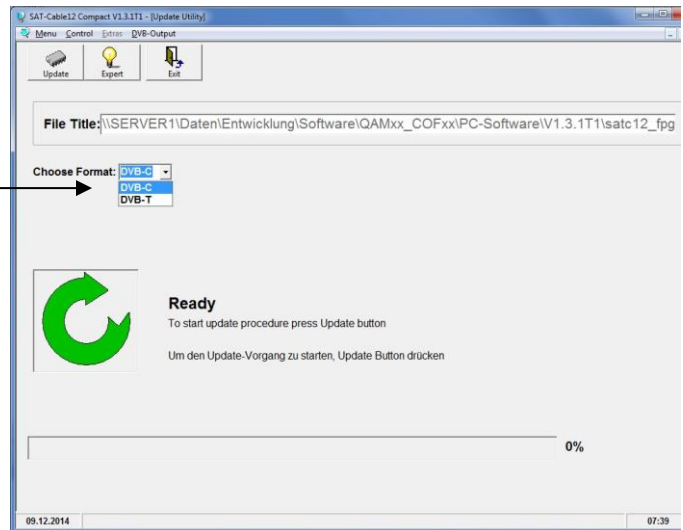 SAT-Cable12 Compact V1.3.1T1 - [Update Utility]
Menu Control Extras DVB-Output
Update Expert Exit
File Title: \\SERVER1\Daten\Entwicklung\Software\QAMxx_COFxx\PC-Software\V1.3.1T1\satc12_fpg
Choose Format: DVB-C
DVB-C
DVB-T
Ready
To start update procedure press Update button
Um den Update-Vorgang zu starten, Update Button drücken
0%
09.12.2014 07:39